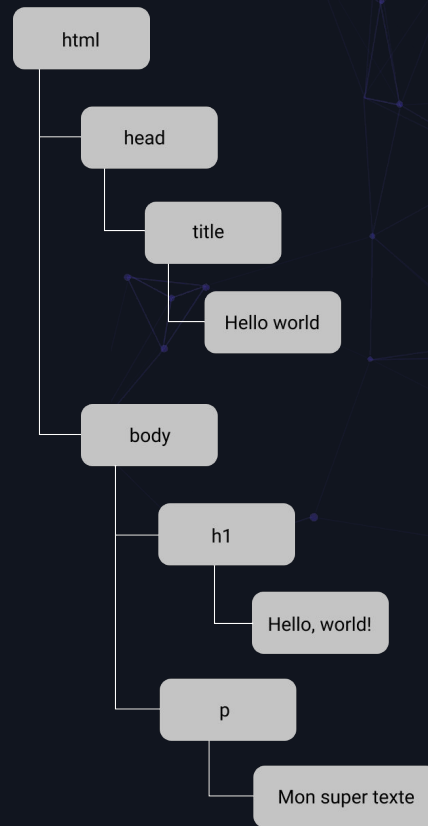 html
head
title
Hello world
body
h1
Hello, world!
p
Mon super texte